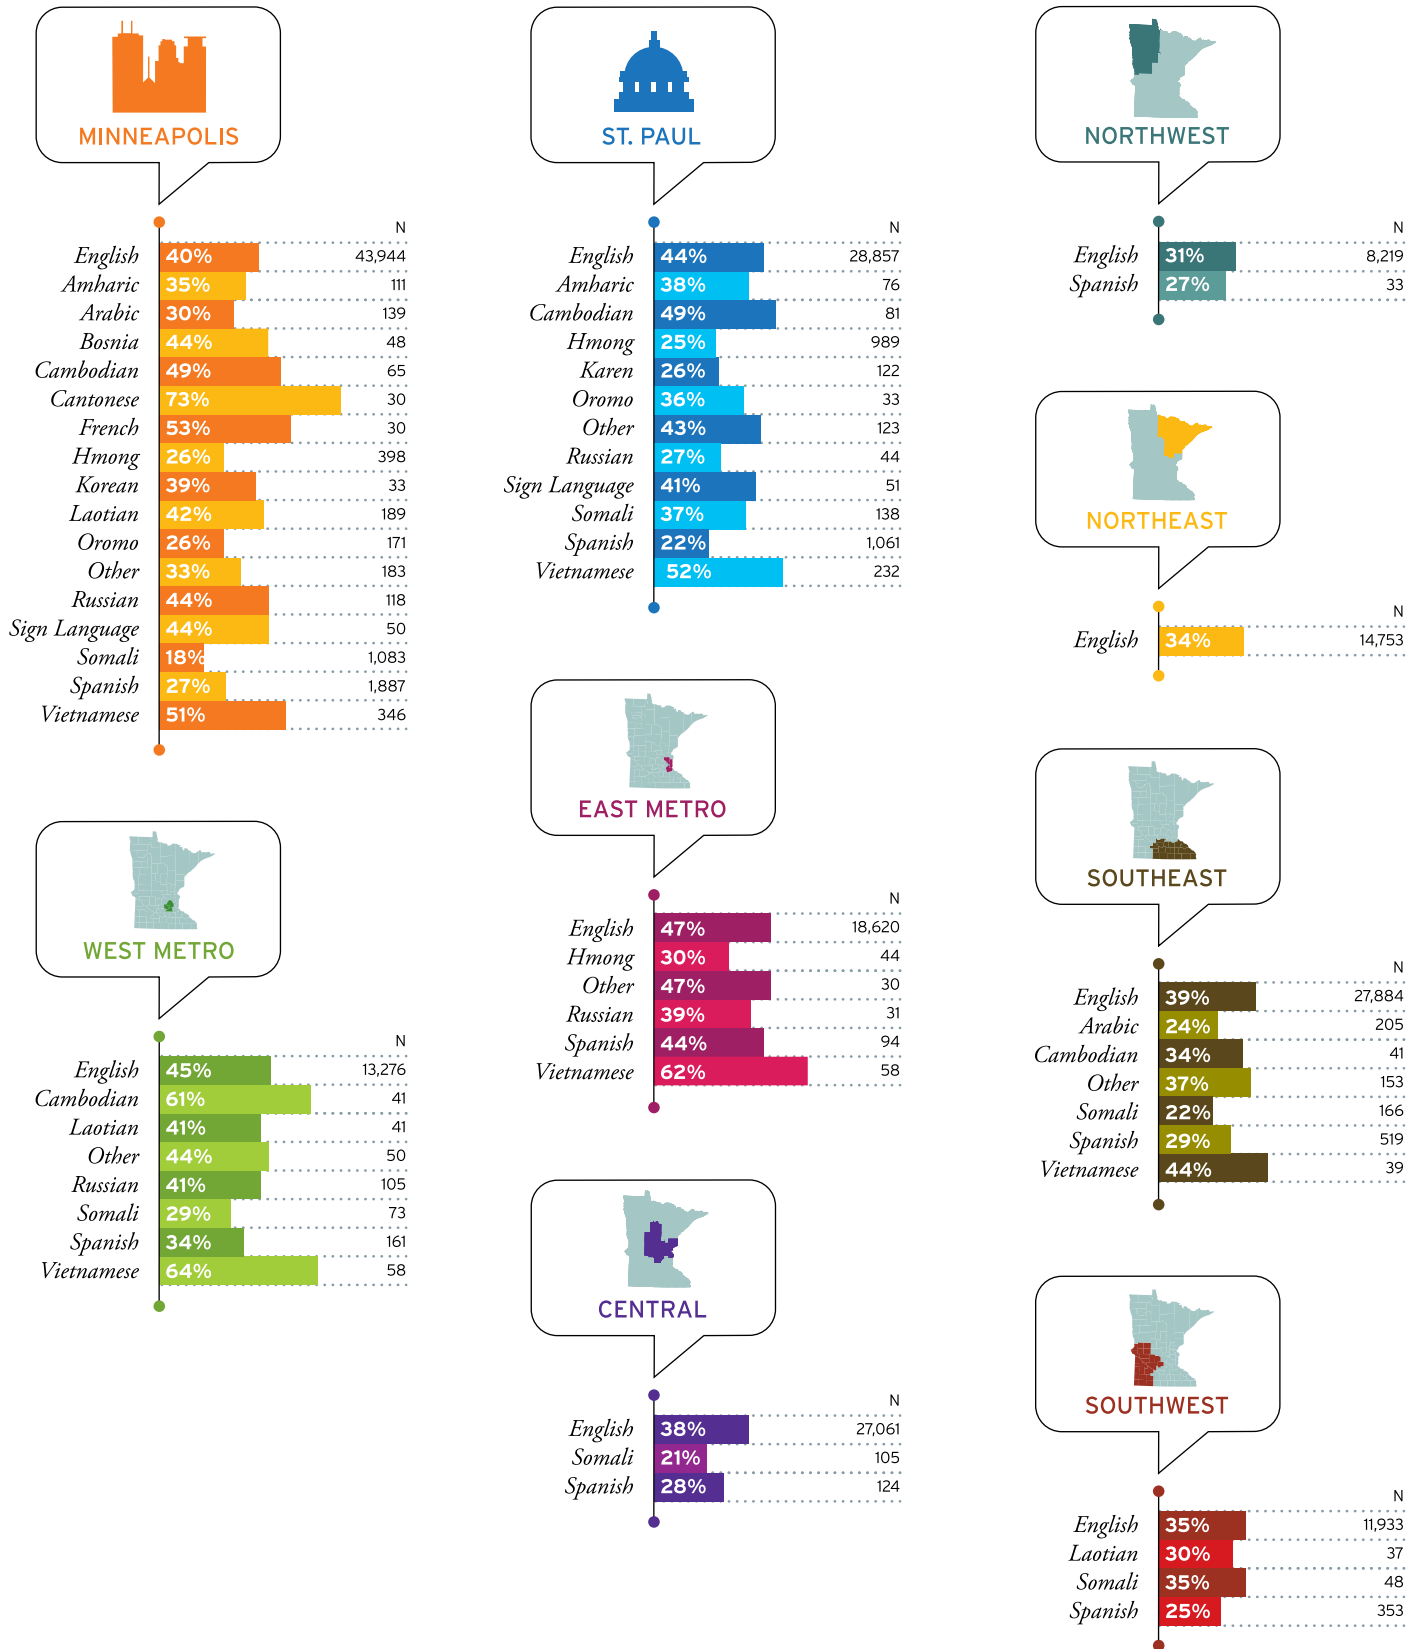 MINNEAPOLIS
N
English 40% 43,944
Amharic 35% 111
Arabic 30% 139
Bosnia 44% 48
Cambodian 49% 65
Cantonese 73% 30
French 53% 30
Hmong 26% 398
Korean 39% 33
Laotian 42% 189
Oromo 26% 171
Other 33% 183
Russian 44% 118
Sign Language 44% 50
Somali 18% 1,083
Spanish 27% 1,887
Vietnamese 51% 346
WEST METRO
N
English 45% 13,276
Cambodian 61% 41
Laotian 41% 41
Other 44% 50
Russian 41% 105
Somali 29% 73
Spanish 34% 161
Vietnamese 64% 58
ST. PAUL
N
English 44% 28,857
Amharic 38% 76
Cambodian 49% 81
Hmong 25% 989
Karen 26% 122
Oromo 36% 33
Other 43% 123
Russian 27% 44
Sign Language 41% 51
Somali 37% 138
Spanish 22% 1,061
Vietnamese 52% 232
EAST METRO
N
English 47% 18,620
Hmong 30% 44
Other 47% 30
Russian 39% 31
Spanish 44% 94
Vietnamese 62% 58
CENTRAL
N
English 38% 27,061
Somali 21% 105
Spanish 28% 124
NORTHWEST
N
English 31% 8,219
Spanish 27% 33
NORTHEAST
N
English 34% 14,753
SOUTHEAST
N
English 39% 27,884
Arabic 24% 205
Cambodian 34% 41
Other 37% 153
Somali 22% 166
Spanish 29% 519
Vietnamese 44% 39
SOUTHWEST
N
English 35% 11,933
Laotian 30% 37
Somali 35% 48
Spanish 25% 353